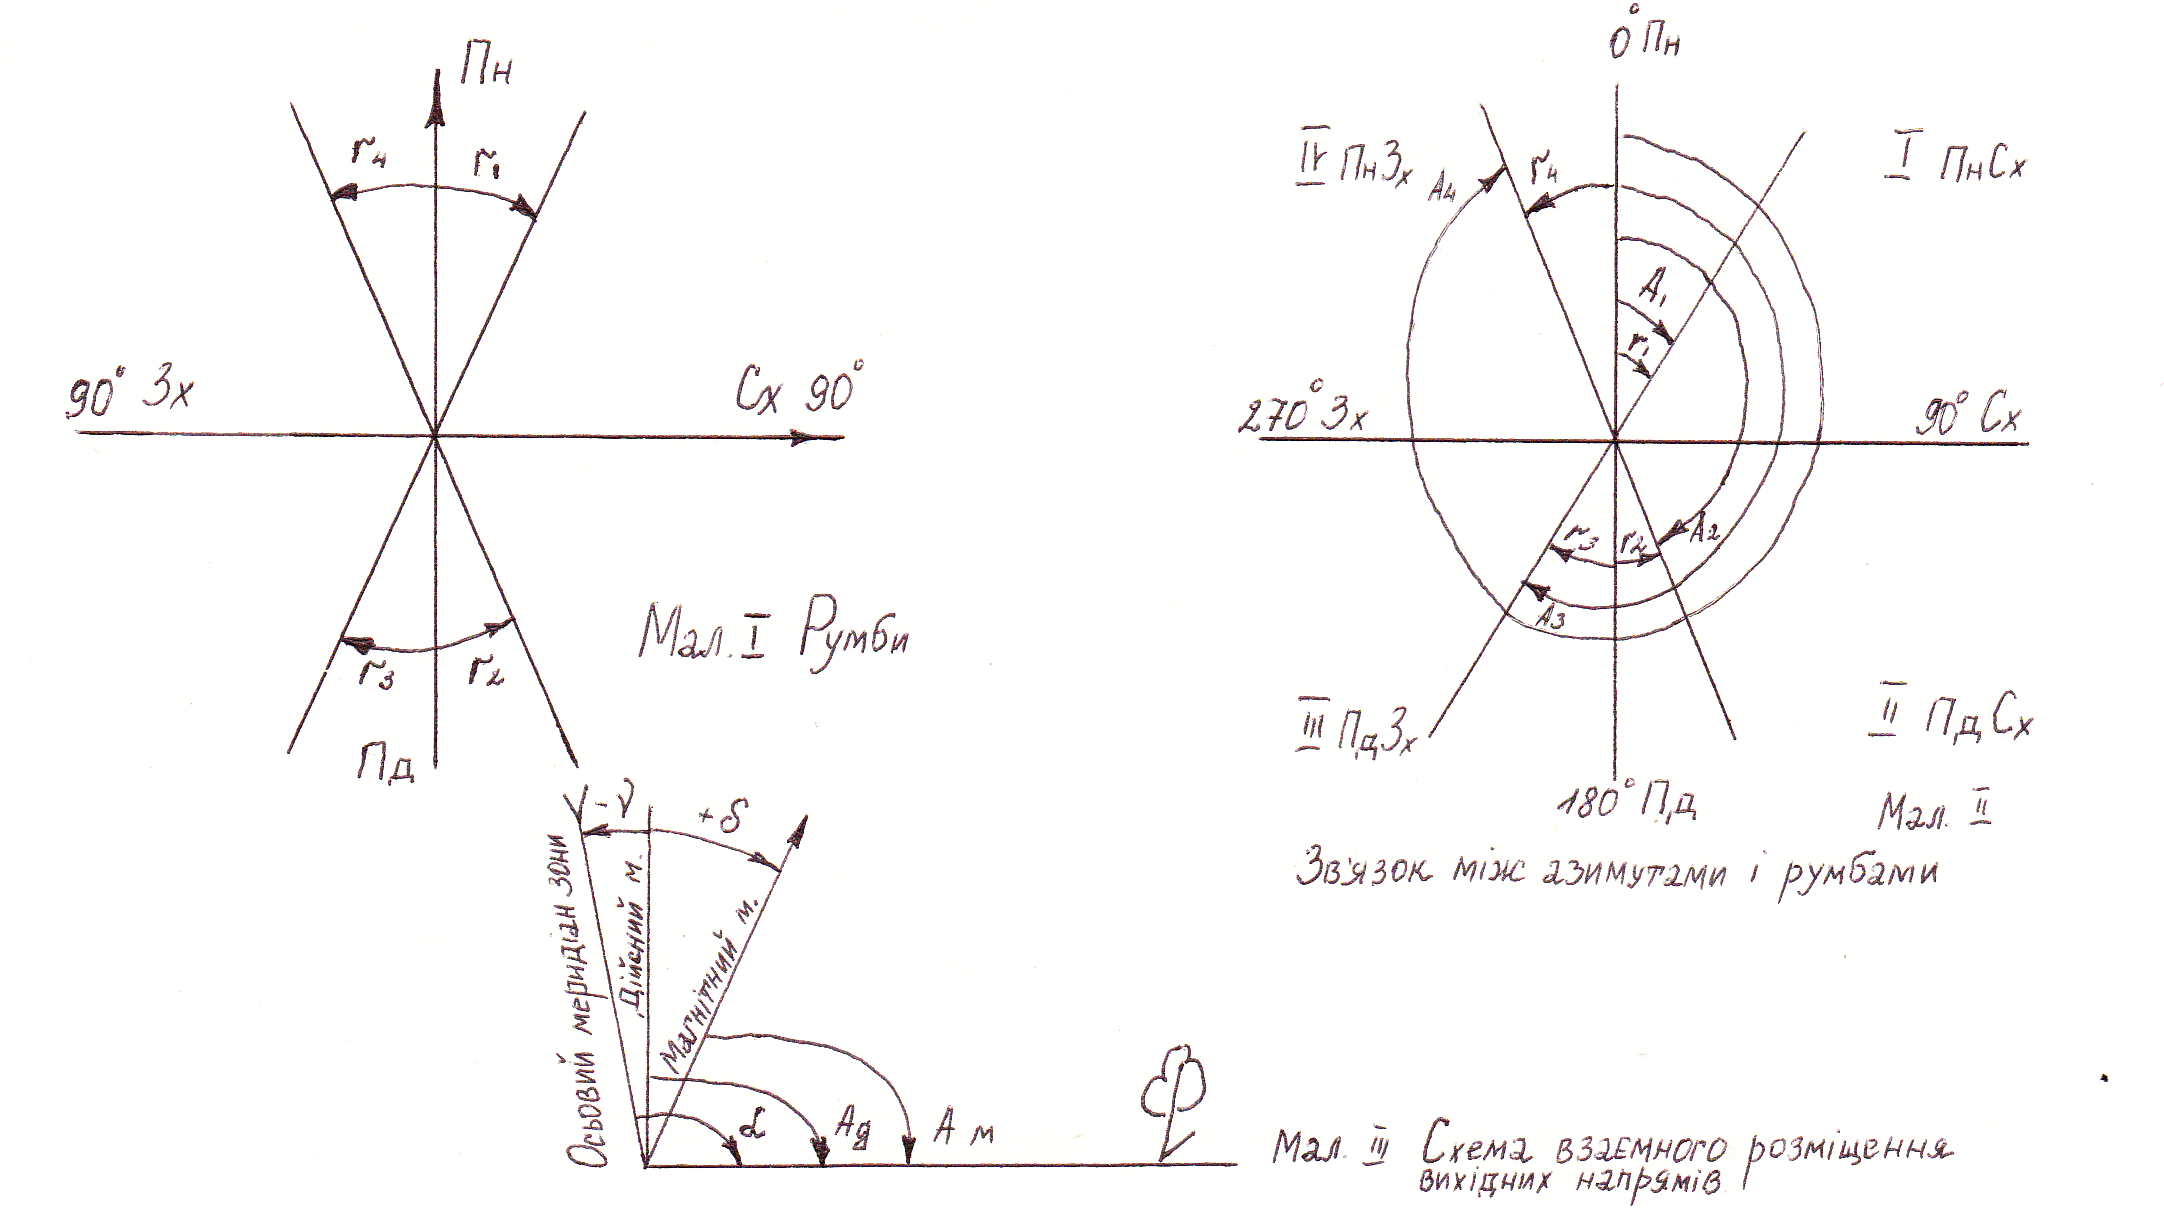 Пн
r4
r1
90° Зх
Сх 90°
r3
r2
Пд
Мал. I Румби
0° Пн
IV ПнЗх
I ПнСх
A4
r4
A1
r1
270° Зх
90° Сх
r3
r2
A2
A3
III ПдЗх
II ПдСх
180° Пд
Мал. II
Зв'язок між азимутами і румбами
-γ
+δ
Осьовий меридіан зони
Дійсний м.
Магнітний м.
α
Aд
Aм
Мал. III Схема взаємного розміщення
вихідних напрямів